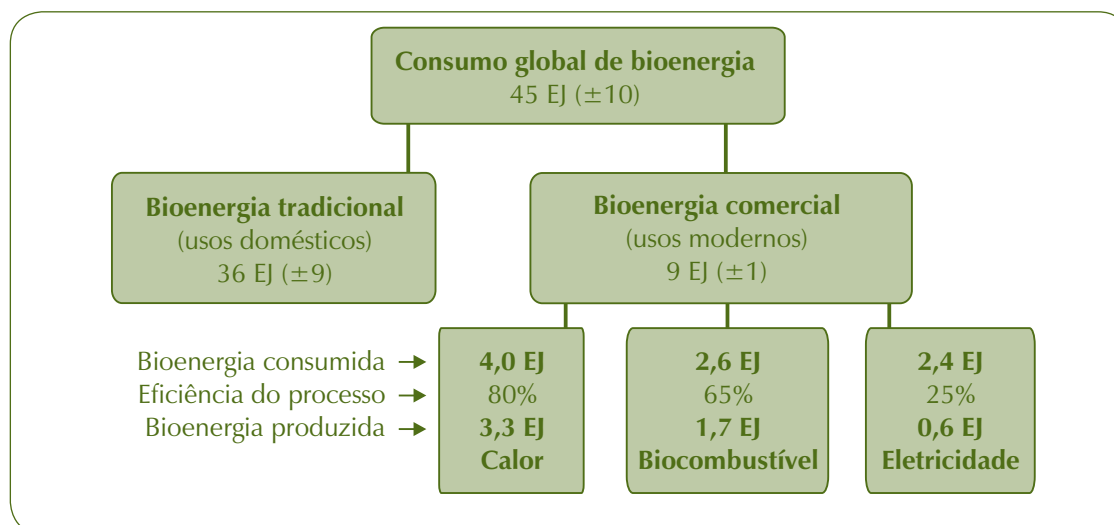 Consumo global de bioenergia
45 EJ (±10)
Bioenergia tradicional
(usos domésticos)
36 EJ (±9)
Bioenergia comercial
(usos modernos)
9 EJ (±1)
Bioenergia consumida → 4,0 EJ 2,6 EJ 2,4 EJ
Eficiência do processo → 80% 65% 25%
Bioenergia produzida → 3,3 EJ 1,7 EJ 0,6 EJ
Calor Biocombustível Eletricidade